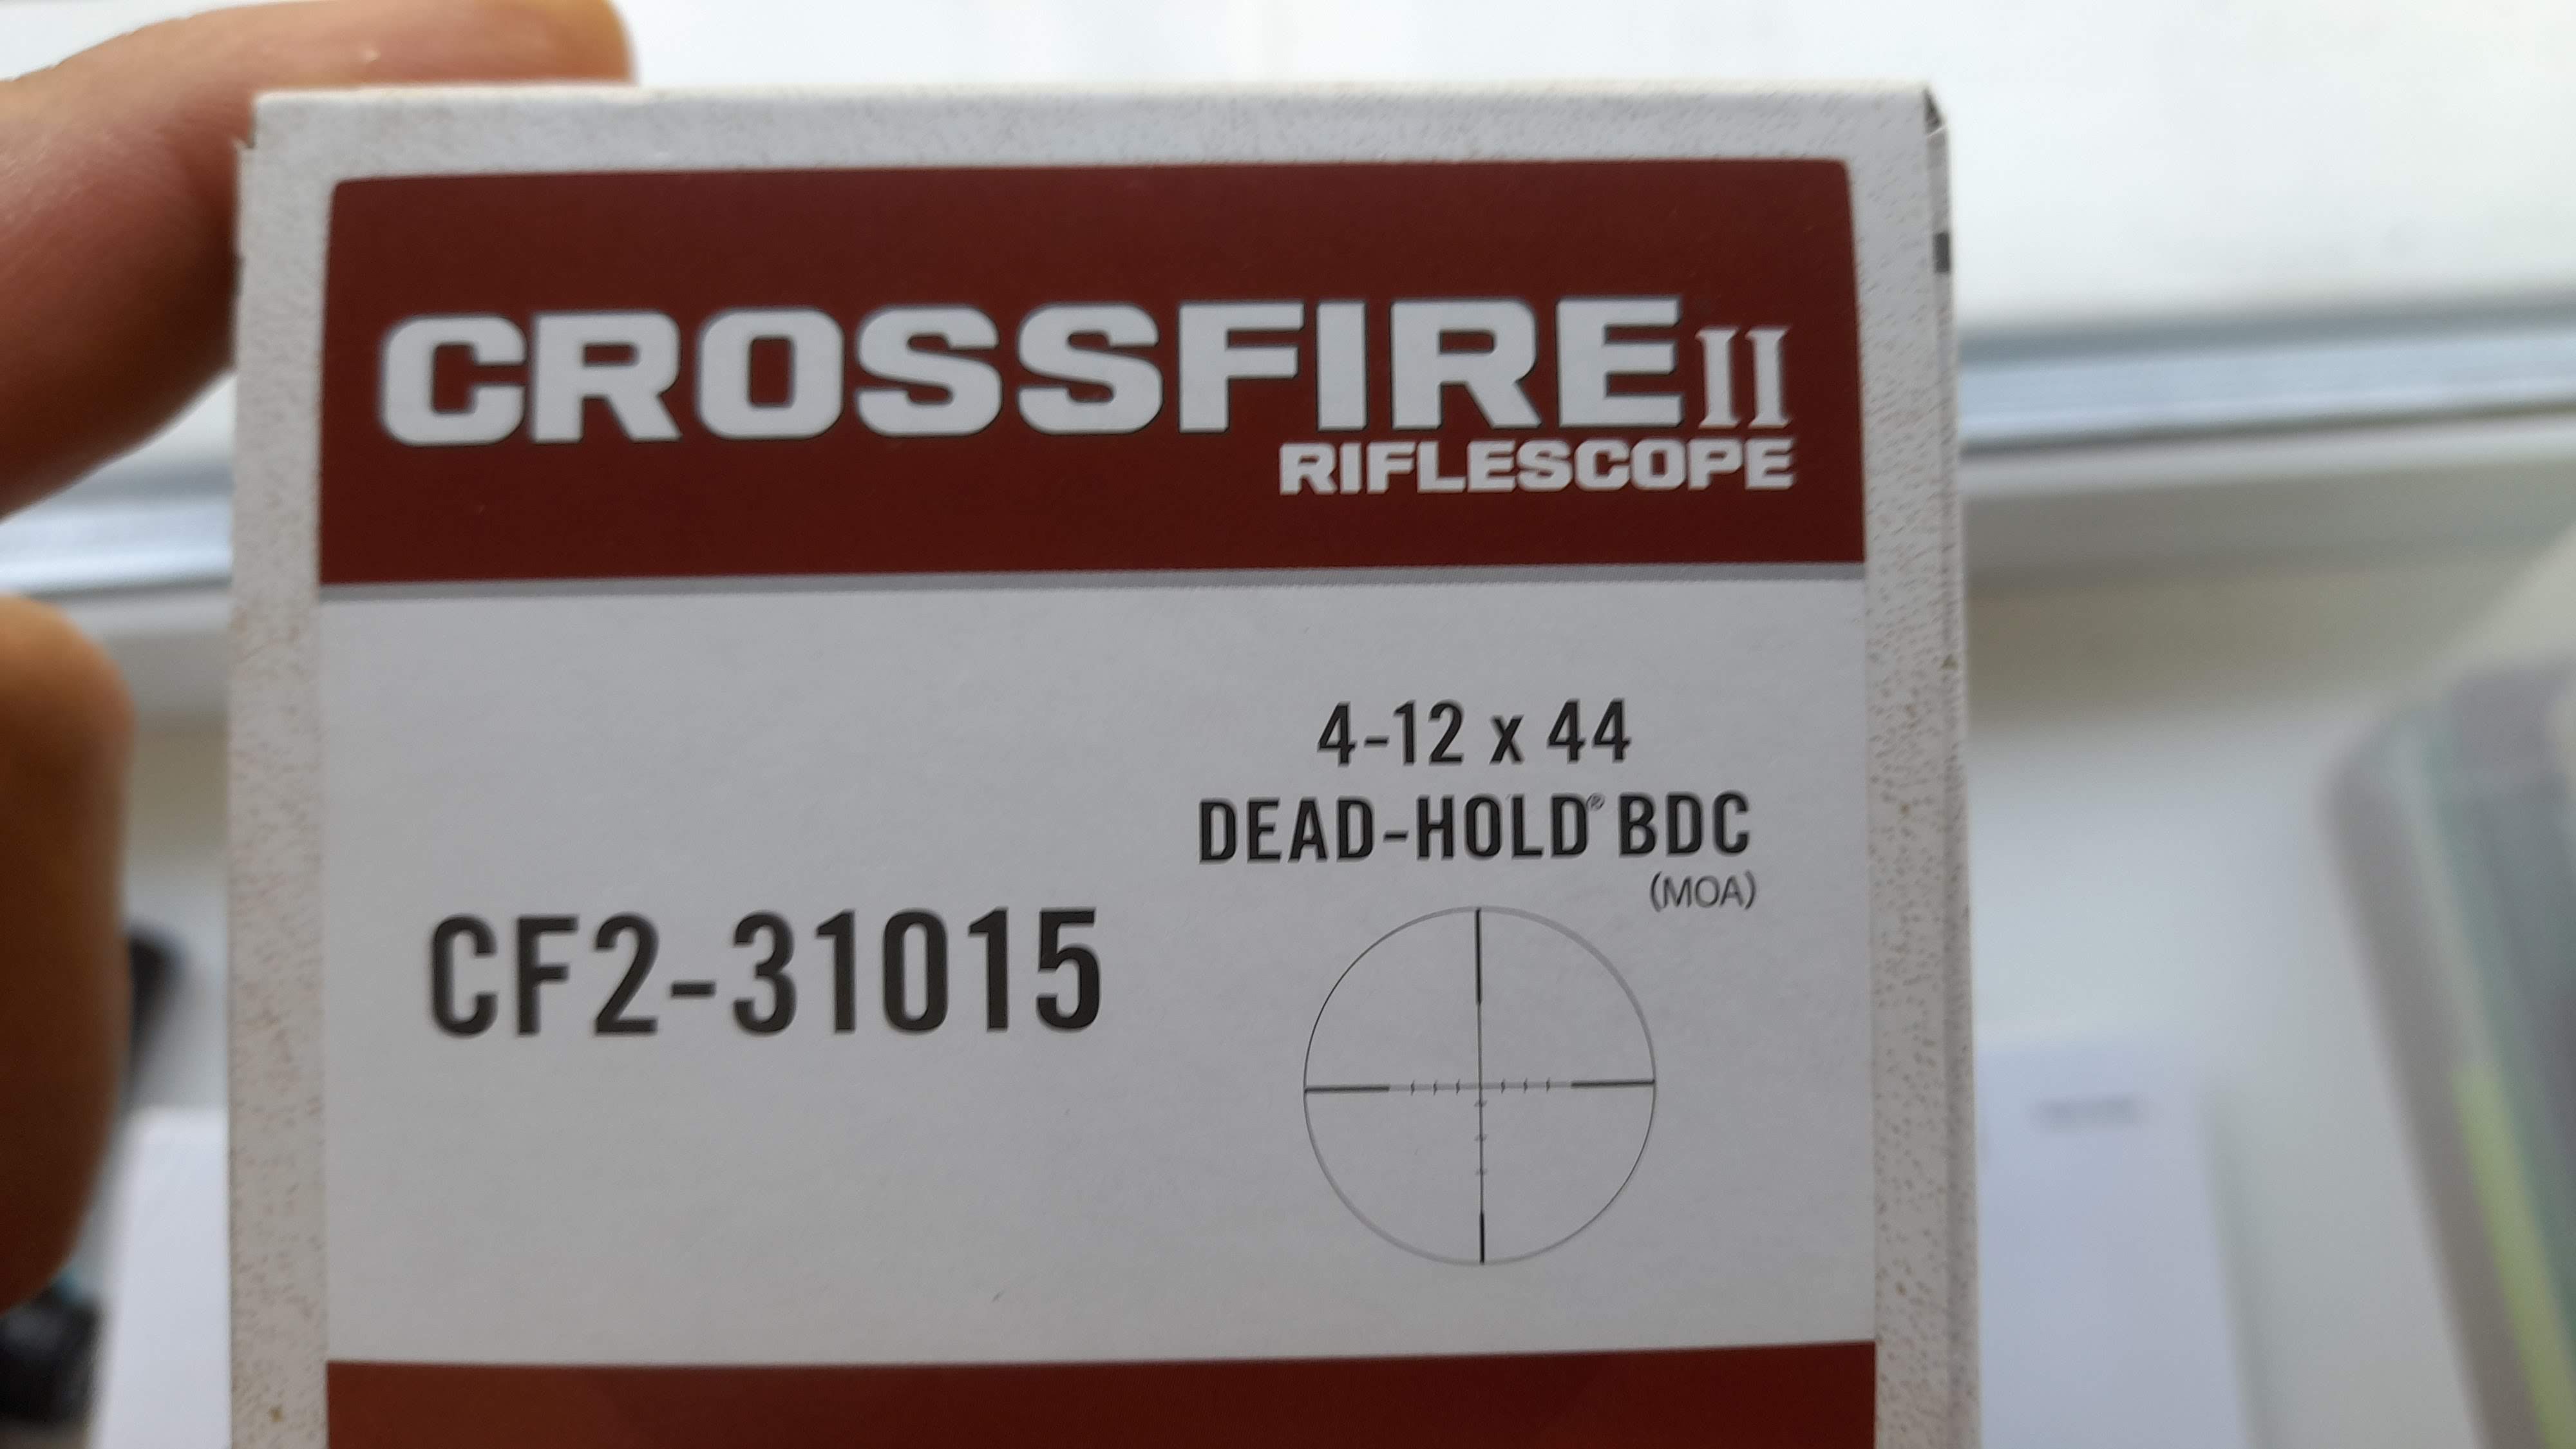 CROSSFIRE II
RIFLESCOPE
4-12 x 44
DEAD-HOLD® BDC
(MOA)
CF2-31015